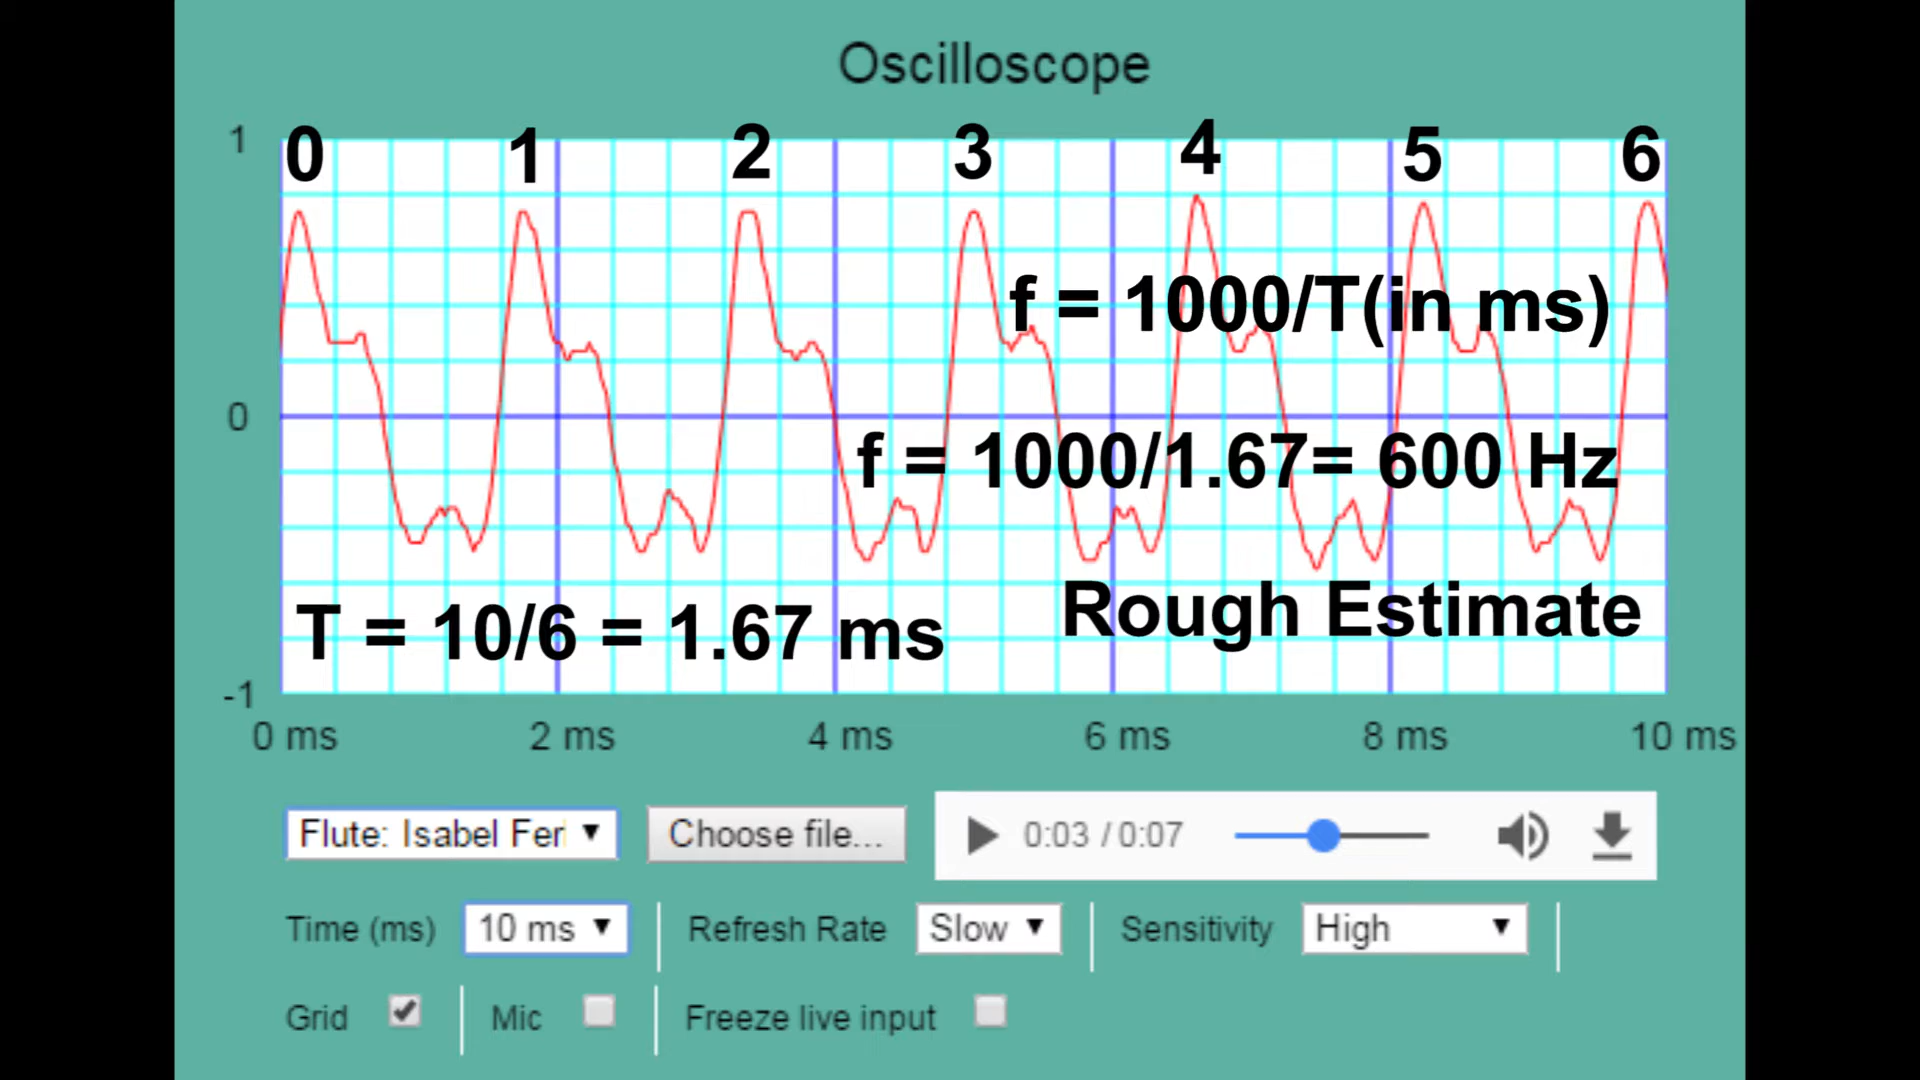 Oscilloscope
1
0 1 2 3 4 5 6
f = 1000/T(in ms)
0
f = 1000/1.67= 600 Hz
T = 10/6 = 1.67 ms
Rough Estimate
-1
0 ms 2 ms 4 ms 6 ms 8 ms 10 ms
Flute: Isabel Fer Choose file... 0:03 / 0:07
Time (ms) 10 ms Refresh Rate Slow Sensitivity High
Grid Mic Freeze live input